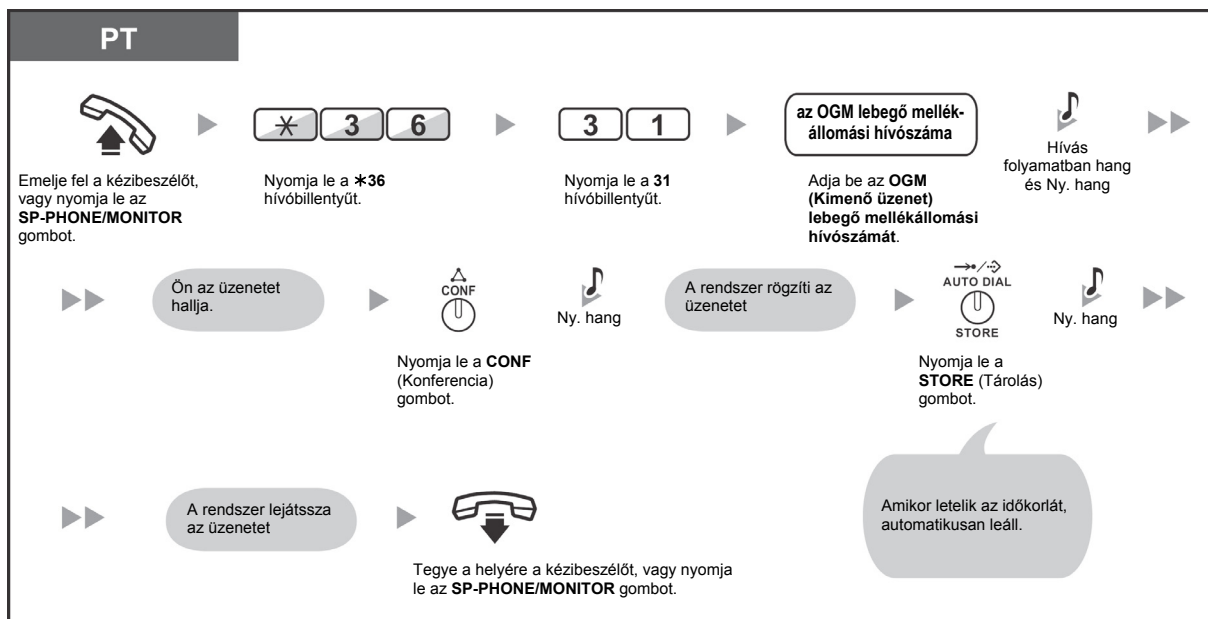 PT
✳ 3 6
3 1
az OGM lebegő mellék-
állomási hívószáma
Emelje fel a kézibeszélőt,
vagy nyomja le az
SP-PHONE/MONITOR
gombot.
Nyomja le a ✳36
hívóbillentyűt.
Nyomja le a 31
hívóbillentyűt.
Adja be az OGM
(Kimenő üzenet)
lebegő mellékállomási
hívószámát.
Hívás
folyamatban hang
és Ny. hang
Ön az üzenetet
hallja.
CONF
Nyomja le a CONF
(Konferencia)
gombot.
Ny. hang
A rendszer rögzíti az
üzenetet
AUTO DIAL
STORE
Nyomja le a
STORE (Tárolás)
gombot.
Ny. hang
Amikor letelik az időkorlát,
automatikusan leáll.
A rendszer lejátssza
az üzenetet
Tegye a helyére a kézibeszélőt, vagy nyomja
le az SP-PHONE/MONITOR gombot.